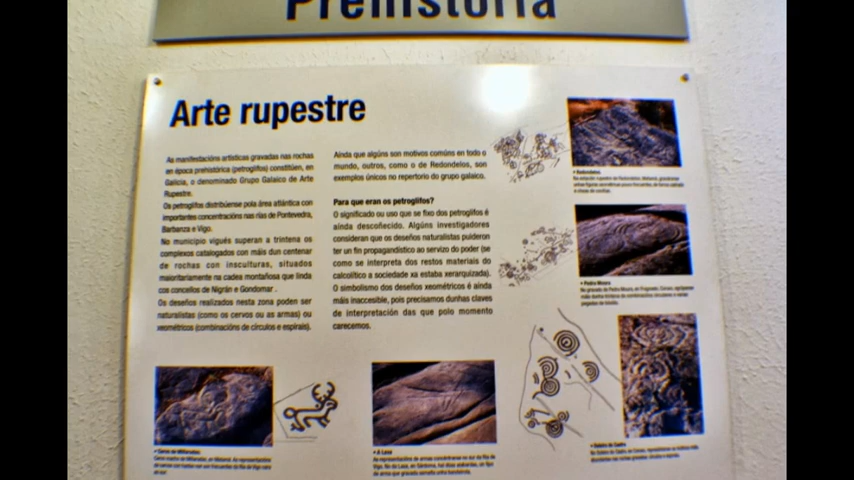 Prehistoria
Arte rupestre
As manifestacións artísticas gravadas nas rochas
en época prehistórica (petroglifos) constitúen, en
Galicia, o denominado Grupo Galaico de Arte
Rupestre.
Os petroglifos distribúense pola área atlántica con
importantes concentracións nas rías de Pontevedra,
Barbanza e Vigo.
No municipio vigués superan a trintena os
complexos catalogados con máis dun centenar
de rochas con insculturas, situados
maioritariamente na cadea montañosa que linda
cos concellos de Nigrán e Gondomar .
Os deseños realizados nesta zona poden ser
naturalistas (como os cervos ou as armas) ou
xeométricos (combinacións de círculos e espirais).
Ainda que algúns son motivos comúns en todo o
mundo, outros, como o de Redondelos, son
exemplos únicos no repertorio do grupo galaico.
Para que eran os petroglifos?
O significado ou uso que se fixo dos petroglifos é
ainda descoñecido. Algúns investigadores
consideran que os deseños naturalistas puideron
ter un fin propagandístico ao servizo do poder (se
como se interpreta dos restos materiais do
calcolítico a sociedade xa estaba xerarquizada).
O simbolismo dos deseños xeométricos é ainda
máis inaccesible, pois precisamos dunhas claves
de interpretación das que polo momento
carecemos.
Redondelos
Pedra Moura
A Laxe